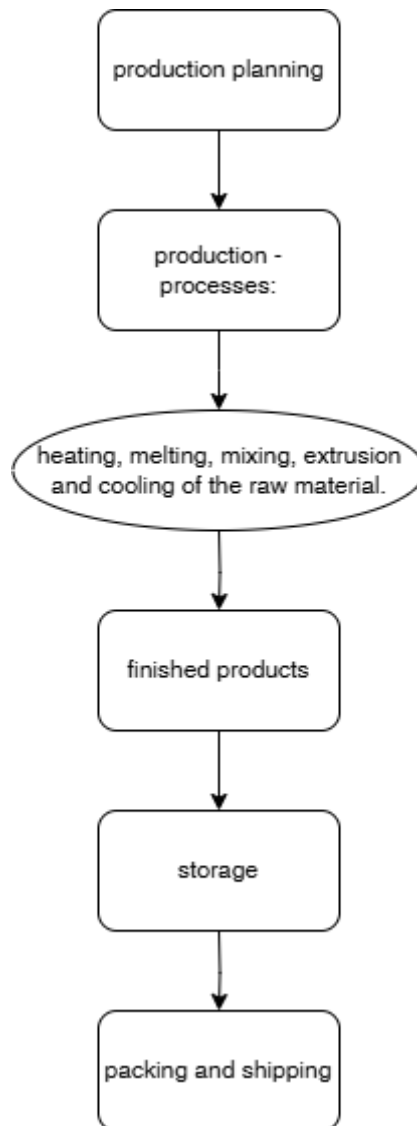 production planning
production -
processes:
heating, melting, mixing, extrusion
and cooling of the raw material.
finished products
storage
packing and shipping